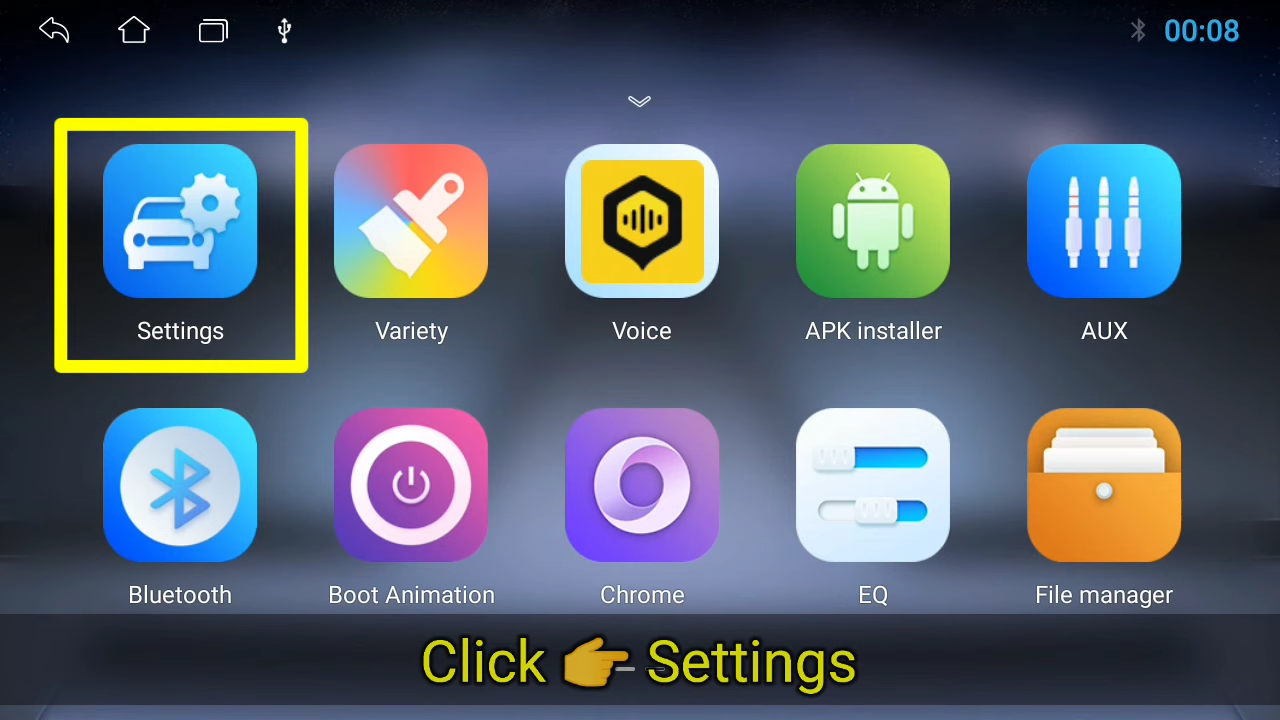 00:08
Settings
Variety
Voice
APK installer
AUX
Bluetooth
Boot Animation
Chrome
EQ
File manager
Click 👉 Settings